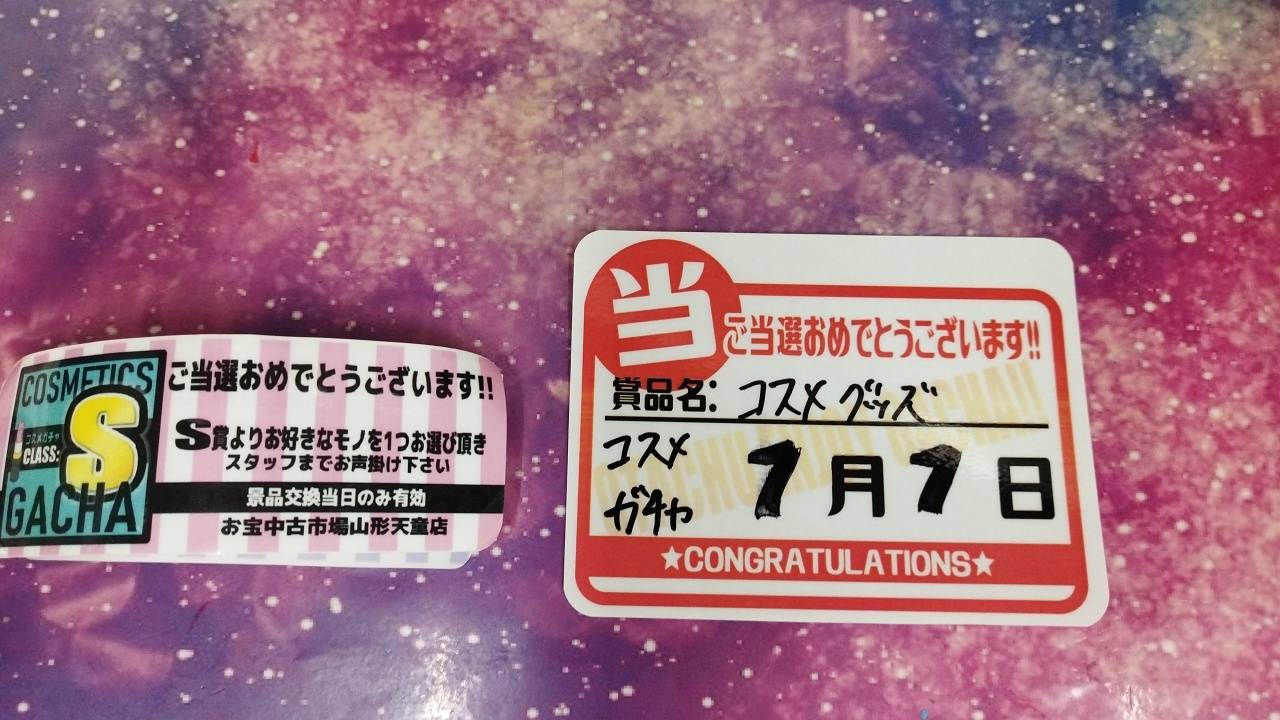 COSMETICS
コスメガチャ
CLASS:
S
GACHA
ご当選おめでとうございます!!
S賞よりお好きなモノを1つお選び頂き
スタッフまでお声掛け下さい
景品交換当日のみ有効
お宝中古市場山形天童店
当
ご当選おめでとうございます!!
賞品名: コスメグッズ
コスメ
ガチャ
7月7日
★CONGRATULATIONS★